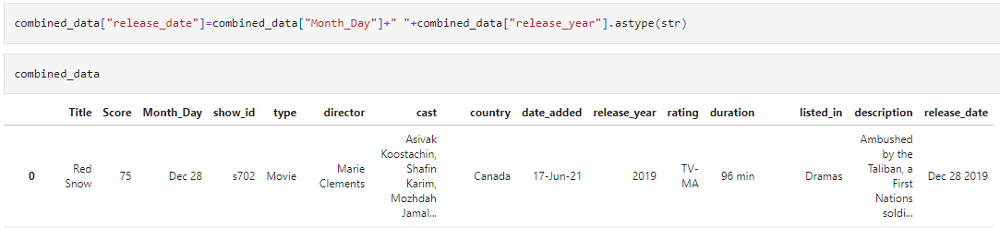 combined_data["release_date"]=combined_data["Month_Day"]+" "+combined_data["release_year"].astype(str)
combined_data
Title Score Month_Day show_id type director cast country date_added release_year rating duration listed_in description release_date
0 Red Snow 75 Dec 28 s702 Movie Marie Clements Asivak Koostachin, Shafin Karim, Mozhdah Jamal... Canada 17-Jun-21 2019 TV-MA 96 min Dramas Ambushed by the Taliban, a First Nations soldi... Dec 28 2019